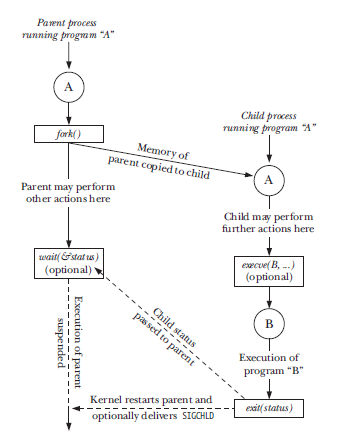 Parent process
running program “A”
A
fork()
Memory of
parent copied to child
Child process
running program “A”
A
Parent may perform
other actions here
Child may perform
further actions here
wait(&status)
(optional)
execve(B, ...)
(optional)
B
Execution of parent
suspended
Child status
passed to parent
Execution of
program “B”
Kernel restarts parent and
optionally delivers SIGCHLD
exit(status)